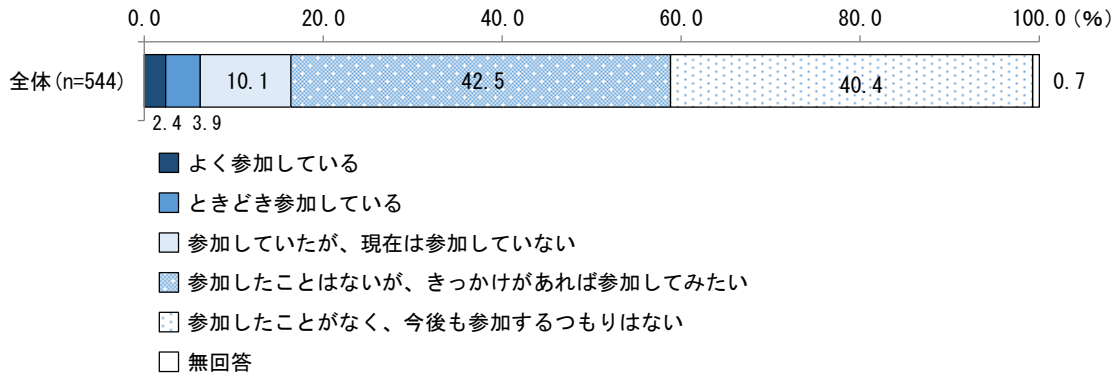 0.0 20.0 40.0 60.0 80.0 100.0 (%)
全体(n=544) 10.1 42.5 40.4 0.7
2.4 3.9
よく参加している
ときどき参加している
参加していたが、現在は参加していない
参加したことはないが、きっかけがあれば参加してみたい
参加したことがなく、今後も参加するつもりはない
無回答